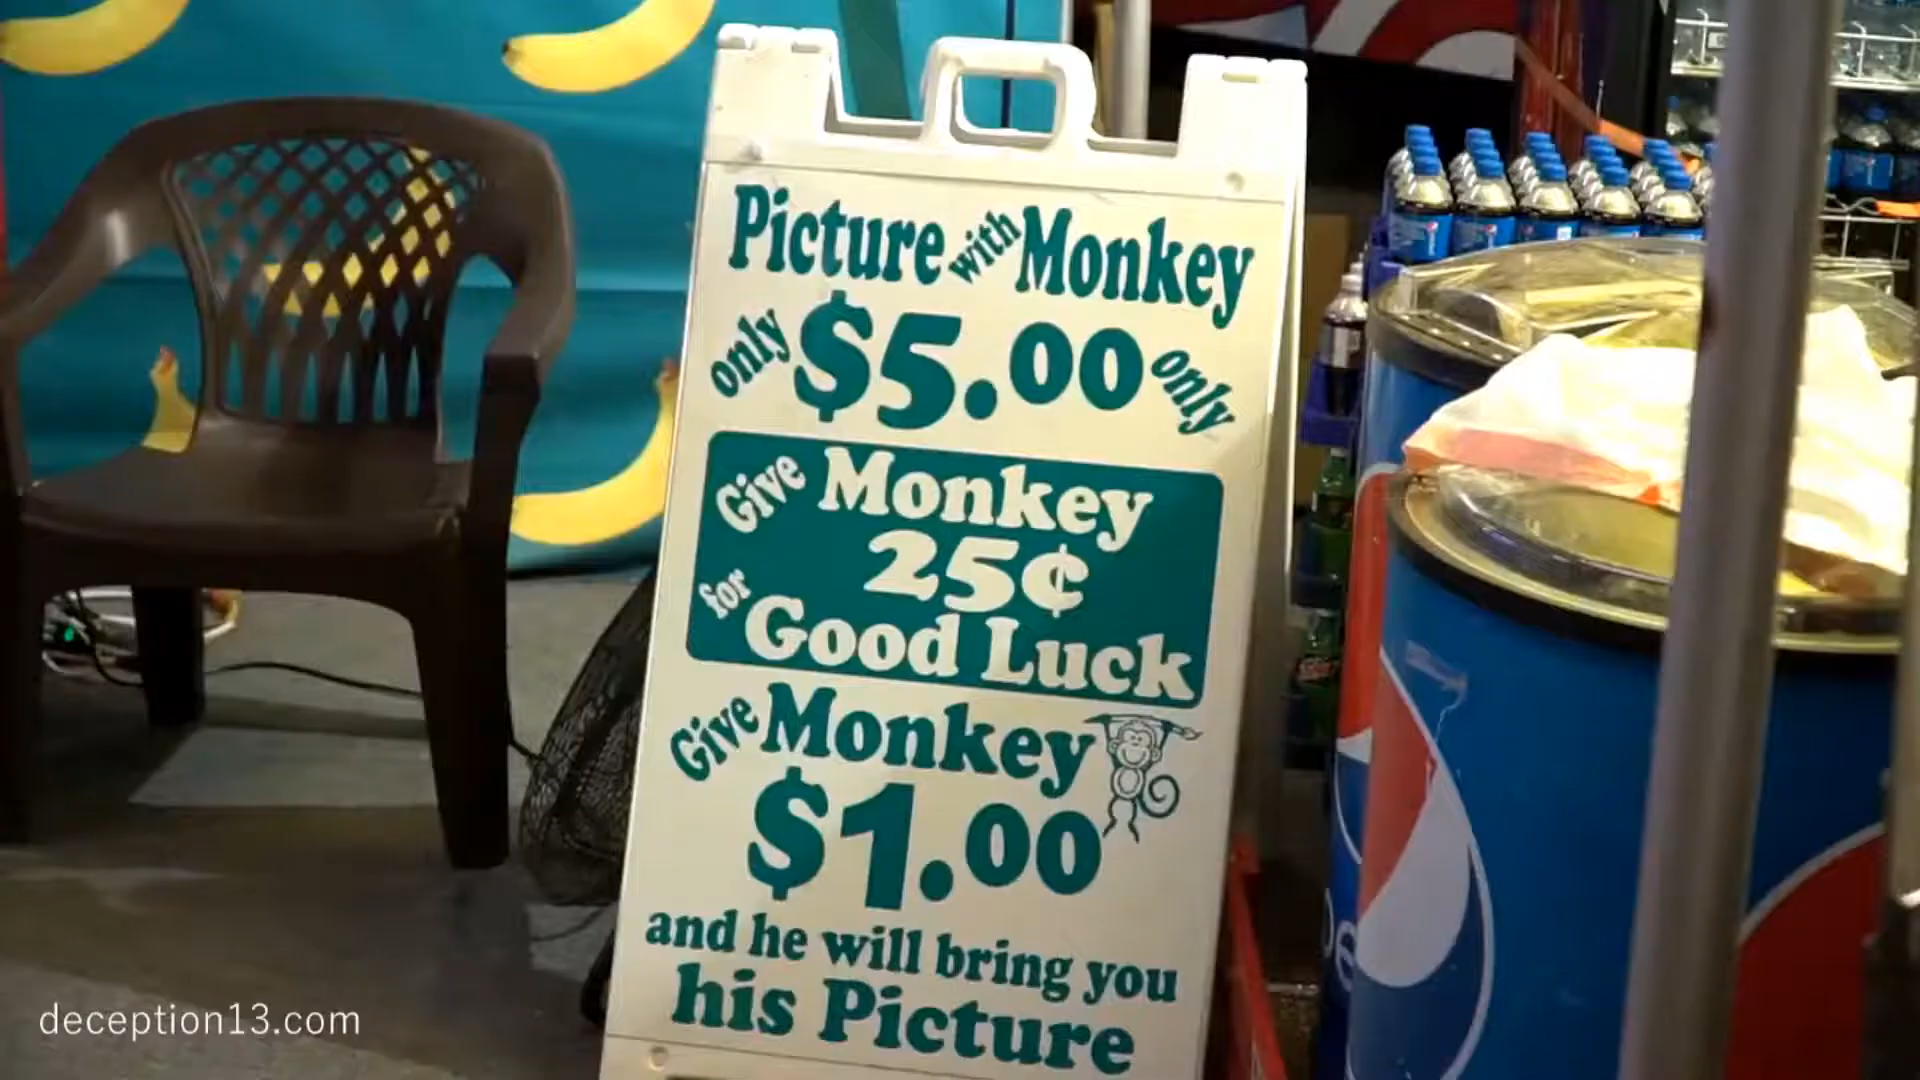 Picture with Monkey
only $5.00 only
Give Monkey
25¢
for Good Luck
Give Monkey
$1.00
and he will bring you
his Picture
deception13.com